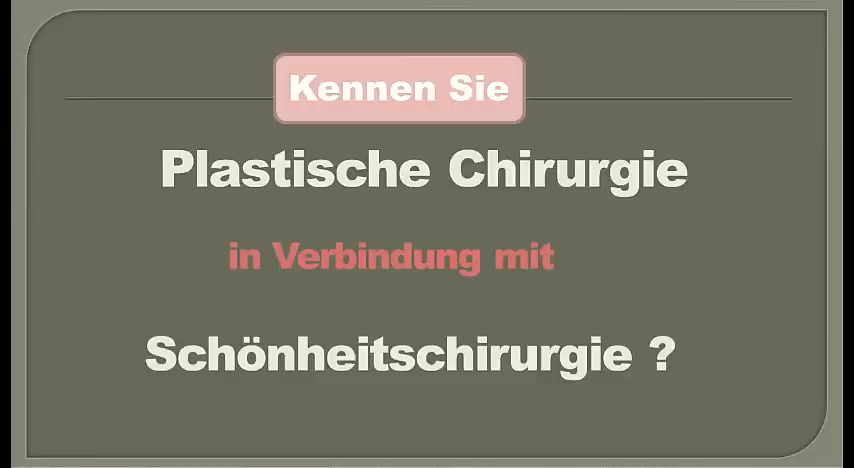 Kennen Sie
Plastische Chirurgie
in Verbindung mit
Schönheitschirurgie ?